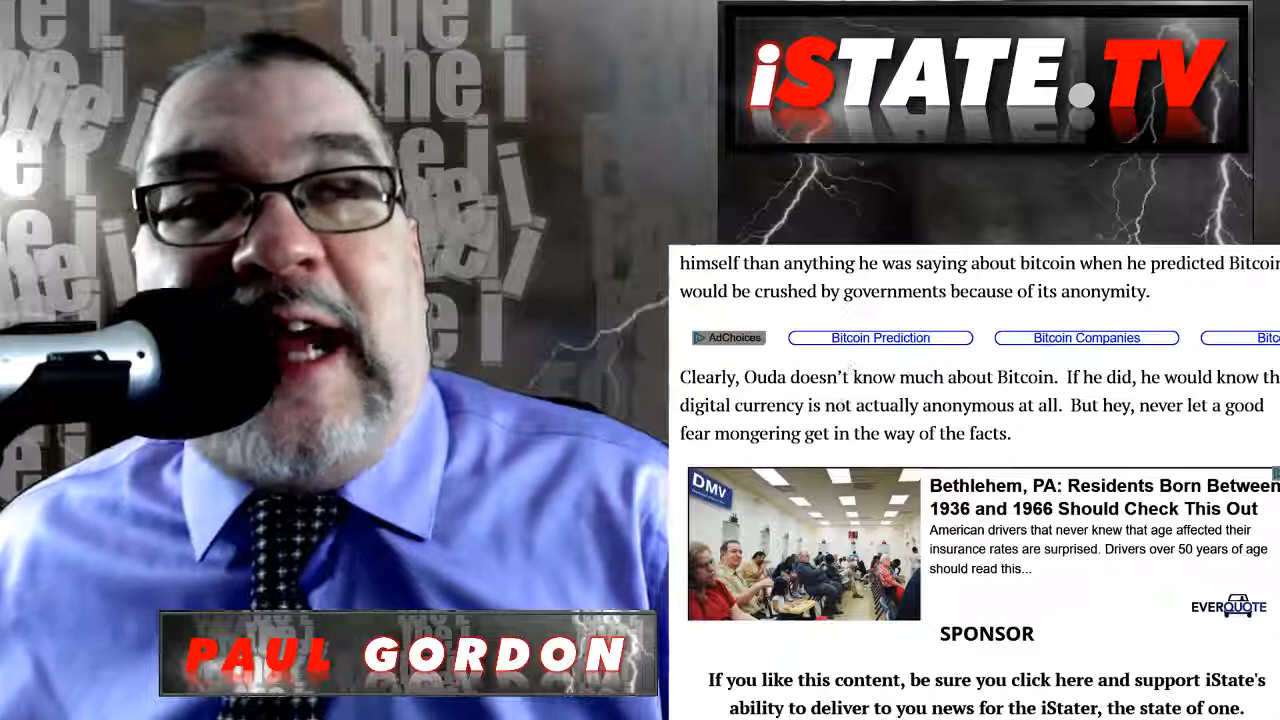 the i
the i
iSTATE.TV
himself than anything he was saying about bitcoin when he predicted Bitcoin
would be crushed by governments because of its anonymity.
AdChoices
Bitcoin Prediction
Bitcoin Companies
Clearly, Ouda doesn't know much about Bitcoin. If he did, he would know th
digital currency is not actually anonymous at all. But hey, never let a good
fear mongering get in the way of the facts.
DMV
Bethlehem, PA: Residents Born Between
1936 and 1966 Should Check This Out
American drivers that never knew that age affected their
insurance rates are surprised. Drivers over 50 years of age
should read this...
EVERQUOTE
SPONSOR
If you like this content, be sure you click here and support iState's
ability to deliver to you news for the iStater, the state of one.
PAUL GORDON